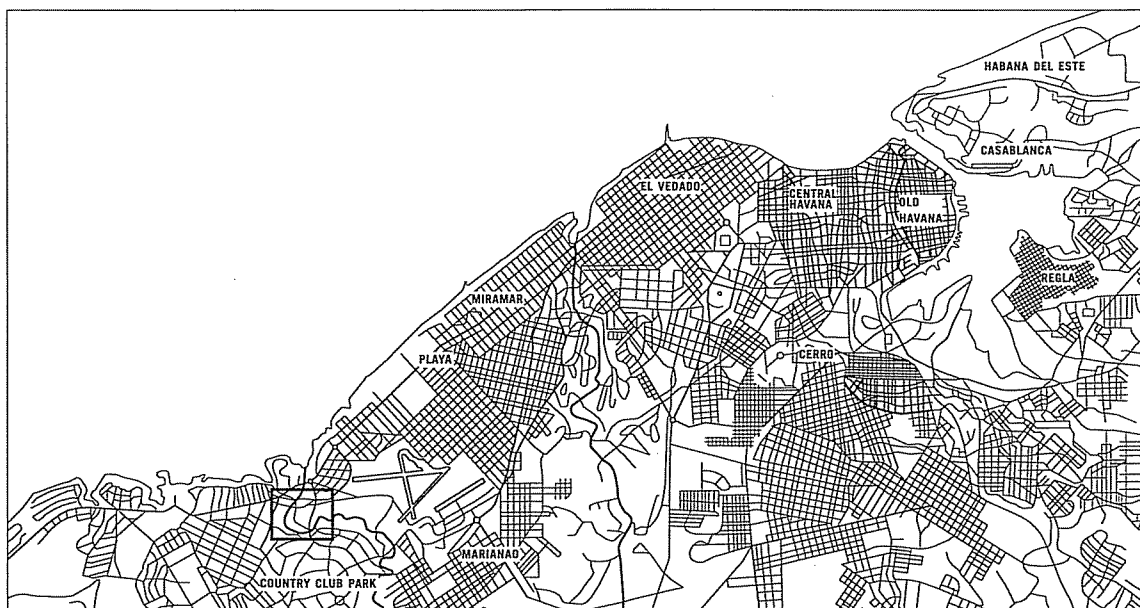 HABANA DEL ESTE
CASABLANCA
EL VEDADO
CENTRAL
HAVANA
OLD
HAVANA
REGLA
MIRAMAR
PLAYA
CERRO
MARIANAO
COUNTRY CLUB PARK